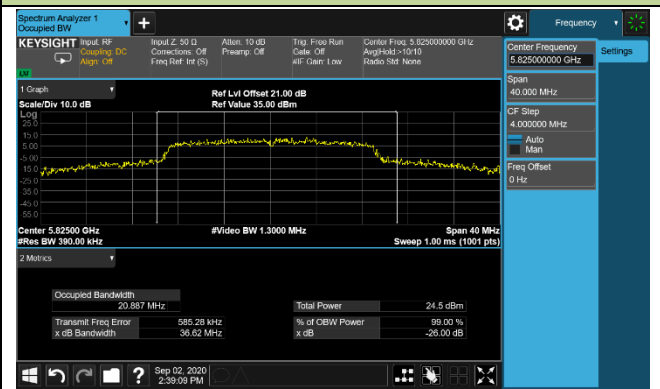 Spectrum Analyzer 1
Occupied BW
+
Frequency
KEYSIGHT
Input: RF
Coupling: DC
Align: Off
Input Z: 50 Ω
Corrections: Off
Freq Ref: Int (S)
Atten: 10 dB
Preamp: Off
Trig: Free Run
Gate: Off
#IF Gain: Low
Center Freq: 5.825000000 GHz
Avg|Hold:>10/10
Radio Std: None
Center Frequency
5.825000000 GHz
Settings
Span
40.000 MHz
CF Step
4.000000 MHz
Auto
Man
Freq Offset
0 Hz
1 Graph
Scale/Div 10.0 dB
Ref Lvl Offset 21.00 dB
Ref Value 35.00 dBm
Log
25.0
15.0
5.00
-5.00
-15.0
-25.0
-35.0
-45.0
-55.0
Center 5.82500 GHz
#Video BW 1.3000 MHz
Span 40 MHz
#Res BW 390.00 kHz
Sweep 1.00 ms (1001 pts)
2 Metrics
Occupied Bandwidth
20.887 MHz
Total Power 24.5 dBm
Transmit Freq Error 585.28 kHz
% of OBW Power 99.00 %
x dB Bandwidth 36.62 MHz
x dB -26.00 dB
?
Sep 02, 2020
2:39:09 PM